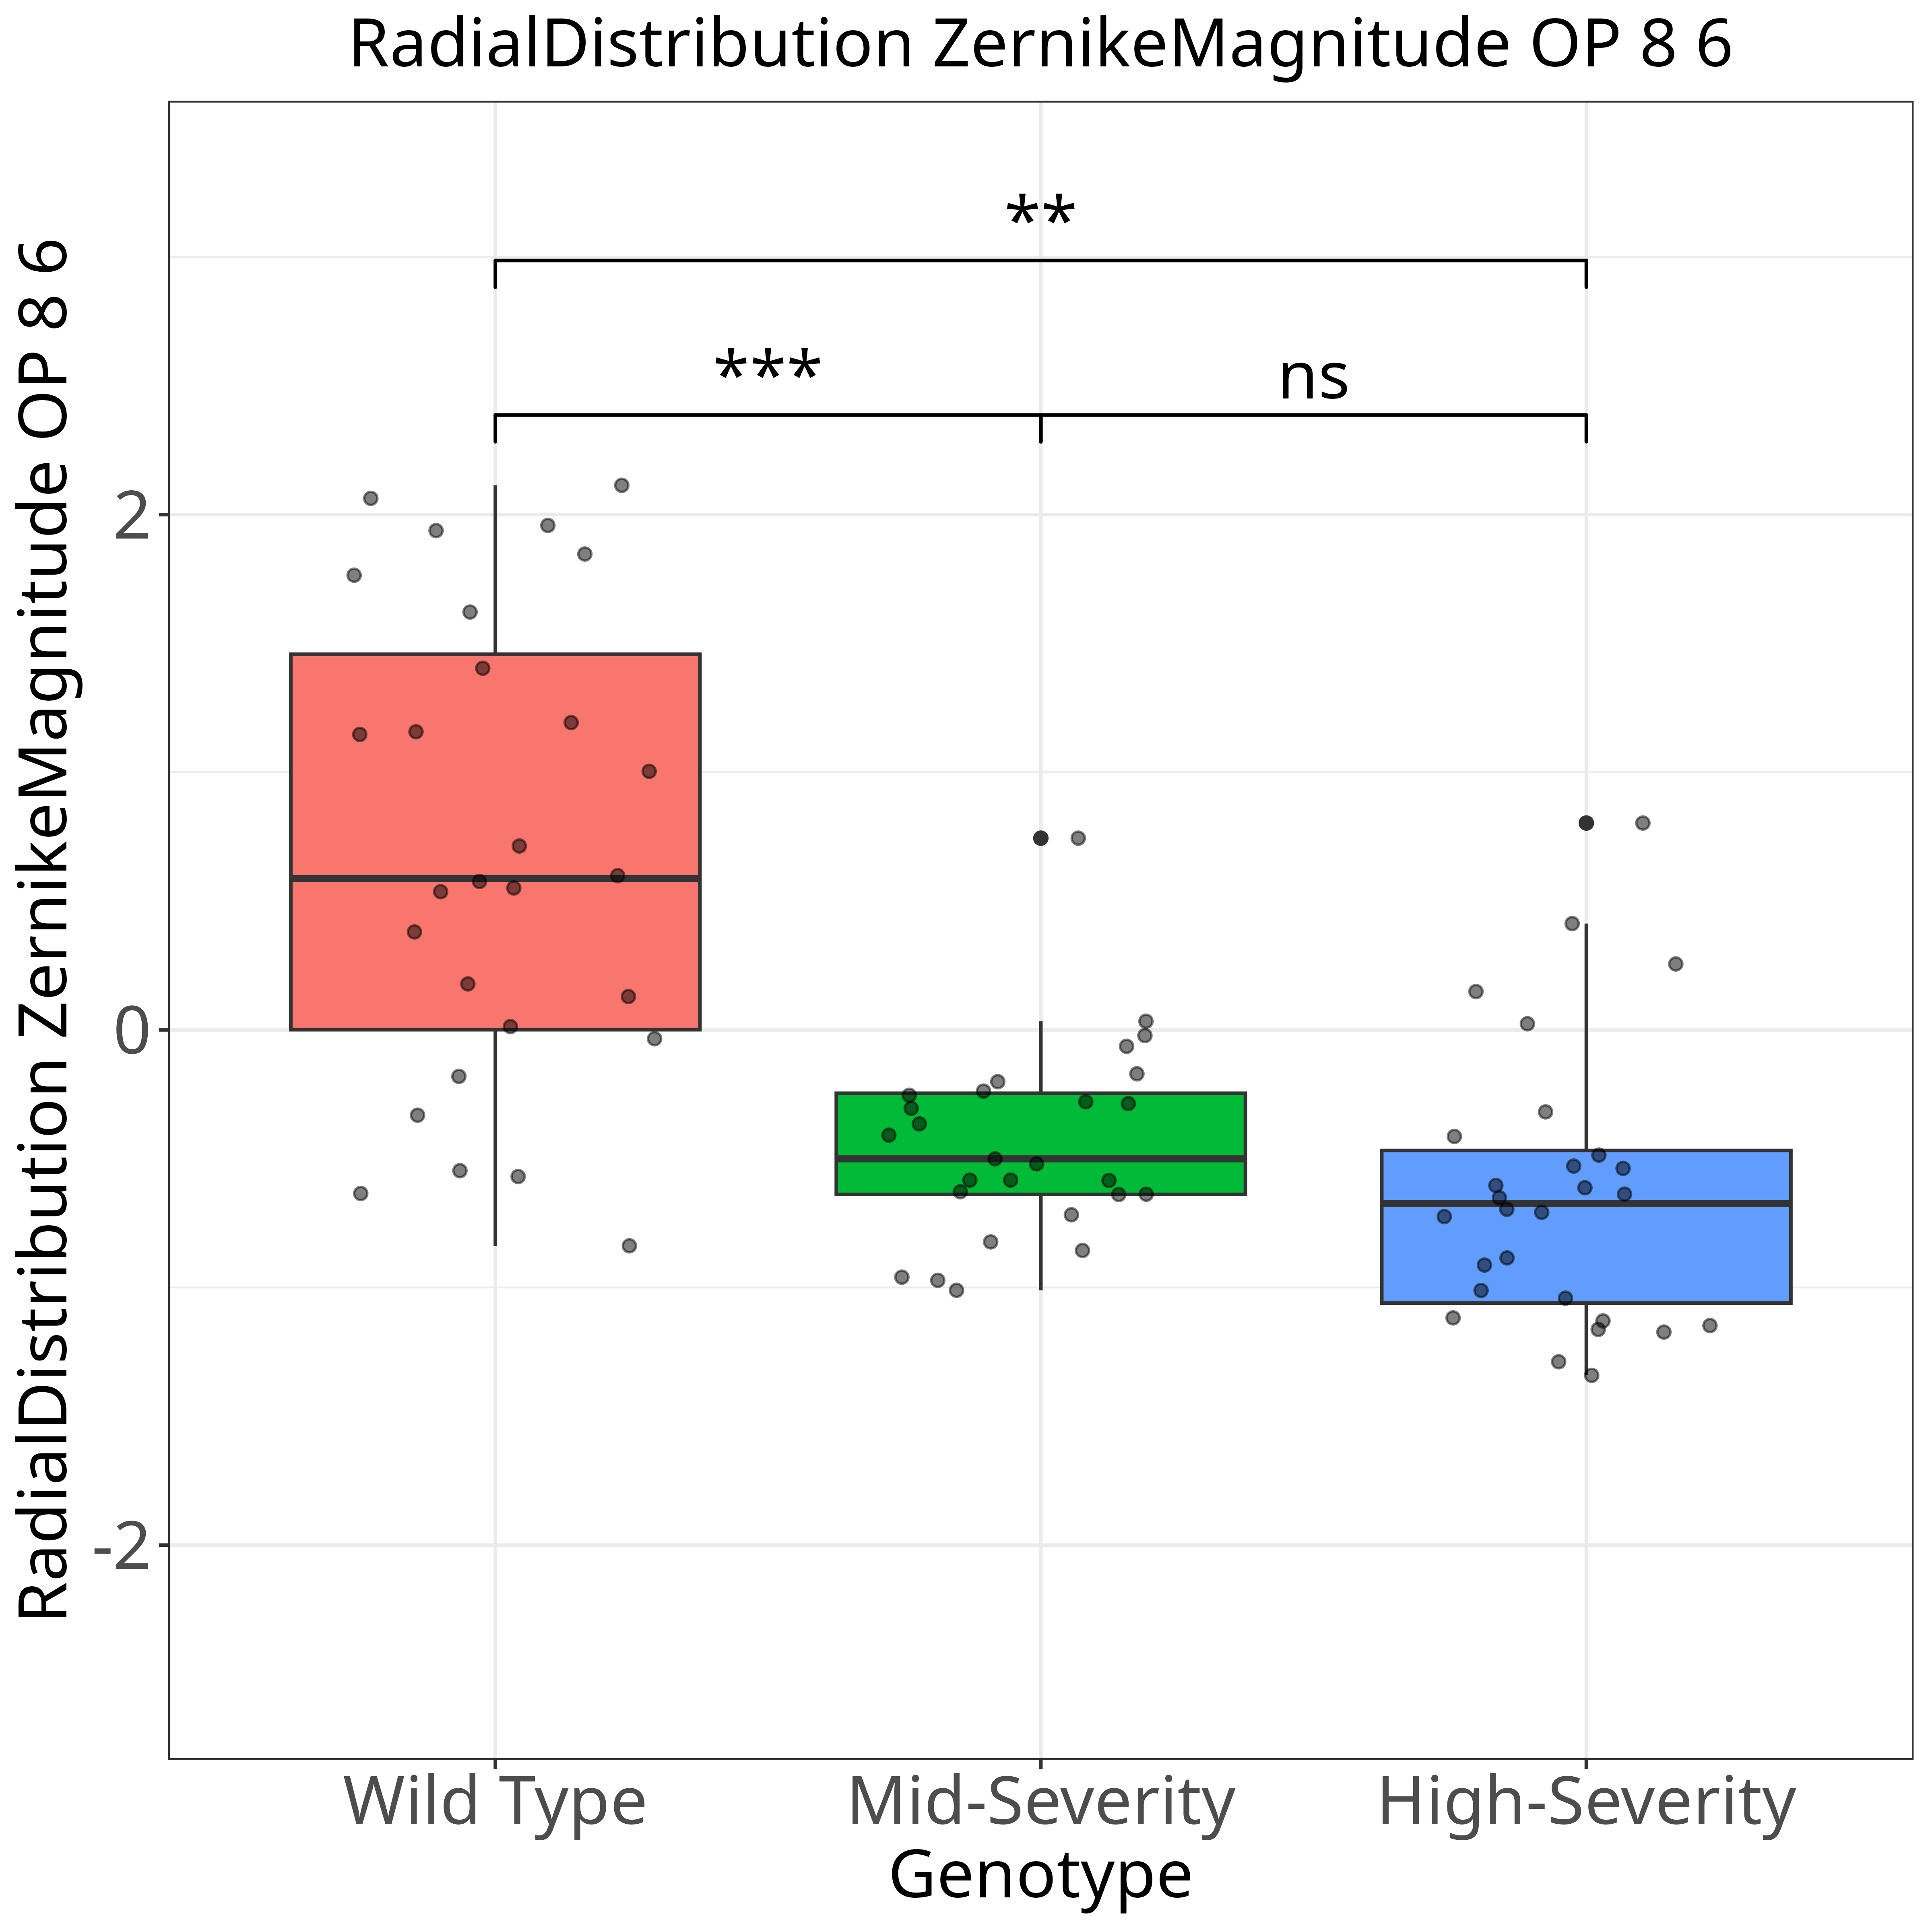 RadialDistribution ZernikeMagnitude OP 8 6
RadialDistribution ZernikeMagnitude OP 8 6
**
***
ns
2
0
-2
Wild Type
Mid-Severity
High-Severity
Genotype